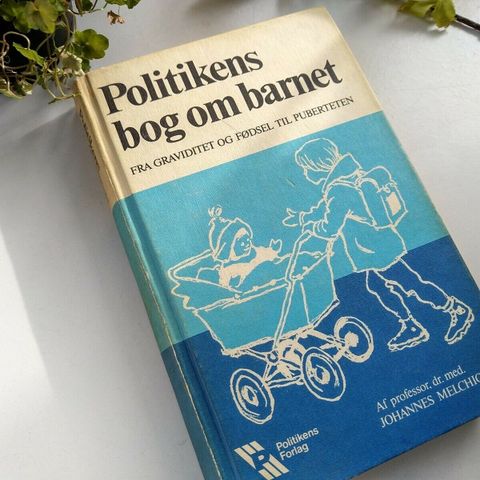 Politikens
bog om barnet
FRA GRAVIDITET OG FØDSEL TIL PUBERTETEN
Af professor, dr. med.
JOHANNES
Politikens
Forlag